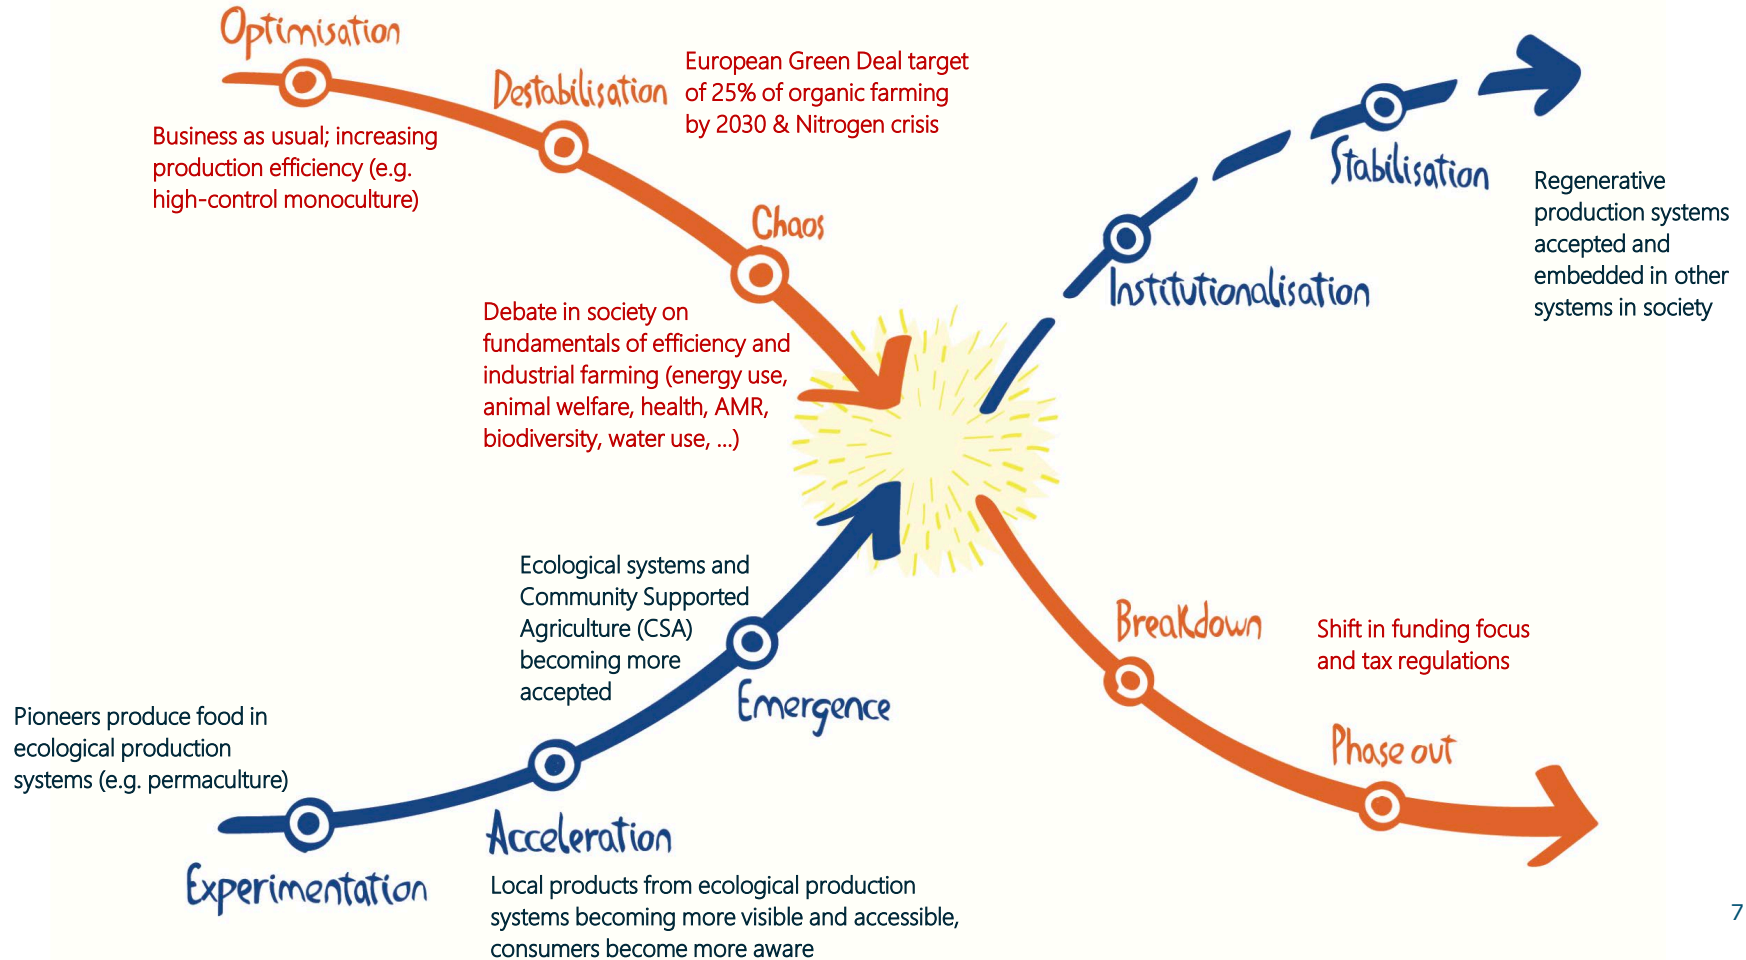 Optimisation
Business as usual; increasing
production efficiency (e.g.
high-control monoculture)
Destabilisation
European Green Deal target
of 25% of organic farming
by 2030 & Nitrogen crisis
Chaos
Debate in society on
fundamentals of efficiency and
industrial farming (energy use,
animal welfare, health, AMR,
biodiversity, water use, ...)
Stabilisation
Regenerative
production systems
accepted and
embedded in other
systems in society
Institutionalisation
Ecological systems and
Community Supported
Agriculture (CSA)
becoming more
accepted
Emergence
Pioneers produce food in
ecological production
systems (e.g. permaculture)
Experimentation
Acceleration
Local products from ecological production
systems becoming more visible and accessible,
consumers become more aware
Breakdown
Shift in funding focus
and tax regulations
Phase out
7